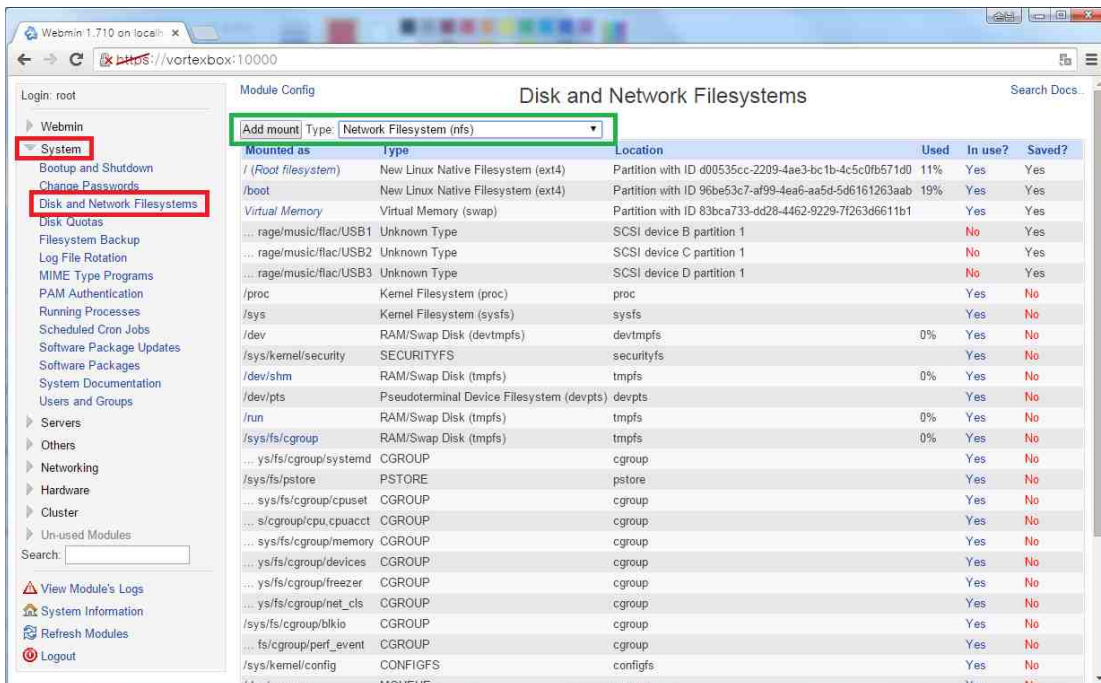 Webmin 1.710 on localh
https://vortexbox:10000
Login: root
Webmin
System
Bootup and Shutdown
Change Passwords
Disk and Network Filesystems
Disk Quotas
Filesystem Backup
Log File Rotation
MIME Type Programs
PAM Authentication
Running Processes
Scheduled Cron Jobs
Software Package Updates
Software Packages
System Documentation
Users and Groups
Servers
Others
Networking
Hardware
Cluster
Un-used Modules
Search:
View Module's Logs
System Information
Refresh Modules
Logout
Module Config
Disk and Network Filesystems
Search Docs..
Add mount Type: Network Filesystem (nfs)
Mounted as Type Location Used In use? Saved?
/ (Root filesystem) New Linux Native Filesystem (ext4) Partition with ID d00535cc-2209-4ae3-bc1b-4c5c0fb571d0 11% Yes Yes
/boot New Linux Native Filesystem (ext4) Partition with ID 96be53c7-af99-4ea6-aa5d-5d6161263aab 19% Yes Yes
Virtual Memory Virtual Memory (swap) Partition with ID 83bca733-dd28-4462-9229-7f263d6611b1 Yes Yes
... rage/music/flac/USB1 Unknown Type SCSI device B partition 1 No Yes
... rage/music/flac/USB2 Unknown Type SCSI device C partition 1 No Yes
... rage/music/flac/USB3 Unknown Type SCSI device D partition 1 No Yes
/proc Kernel Filesystem (proc) proc Yes No
/sys Kernel Filesystem (sysfs) sysfs Yes No
/dev RAM/Swap Disk (devtmpfs) devtmpfs 0% Yes No
/sys/kernel/security SECURITYFS securityfs Yes No
/dev/shm RAM/Swap Disk (tmpfs) tmpfs 0% Yes No
/dev/pts Pseudoterminal Device Filesystem (devpts) devpts Yes No
/run RAM/Swap Disk (tmpfs) tmpfs 0% Yes No
/sys/fs/cgroup RAM/Swap Disk (tmpfs) tmpfs 0% Yes No
... ys/fs/cgroup/systemd CGROUP cgroup Yes No
/sys/fs/pstore PSTORE pstore Yes No
... sys/fs/cgroup/cpuset CGROUP cgroup Yes No
... s/cgroup/cpu,cpuacct CGROUP cgroup Yes No
... sys/fs/cgroup/memory CGROUP cgroup Yes No
... ys/fs/cgroup/devices CGROUP cgroup Yes No
... ys/fs/cgroup/freezer CGROUP cgroup Yes No
... ys/fs/cgroup/net_cls CGROUP cgroup Yes No
/sys/fs/cgroup/blkio CGROUP cgroup Yes No
... fs/cgroup/perf_event CGROUP cgroup Yes No
/sys/kernel/config CONFIGFS configfs Yes No